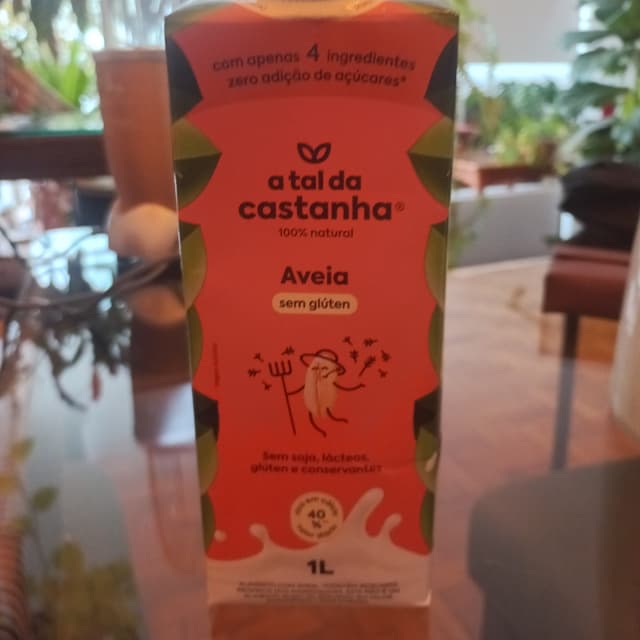 com apenas 4 ingredientes
zero adição de açúcares*
a tal da
castanha®
100% natural
Aveia
sem glúten
Sem soja, lácteos,
glúten e conservantes
40
%
1L